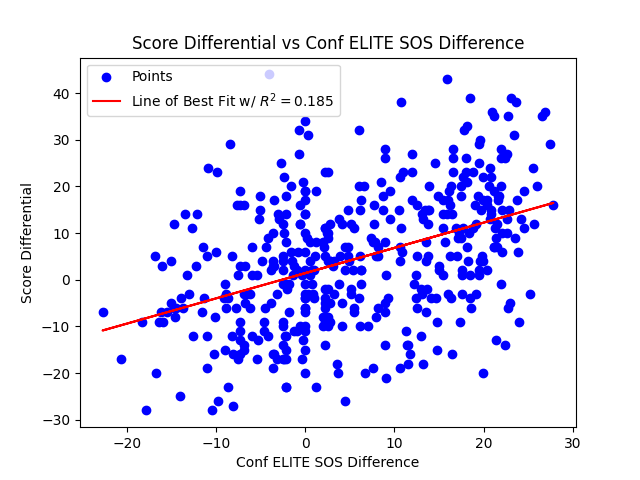 Score Differential vs Conf ELITE SOS Difference
Points
Line of Best Fit w/ R² = 0.185
Score Differential
40
30
20
10
0
−10
−20
−30
−20
−10
0
10
20
30
Conf ELITE SOS Difference